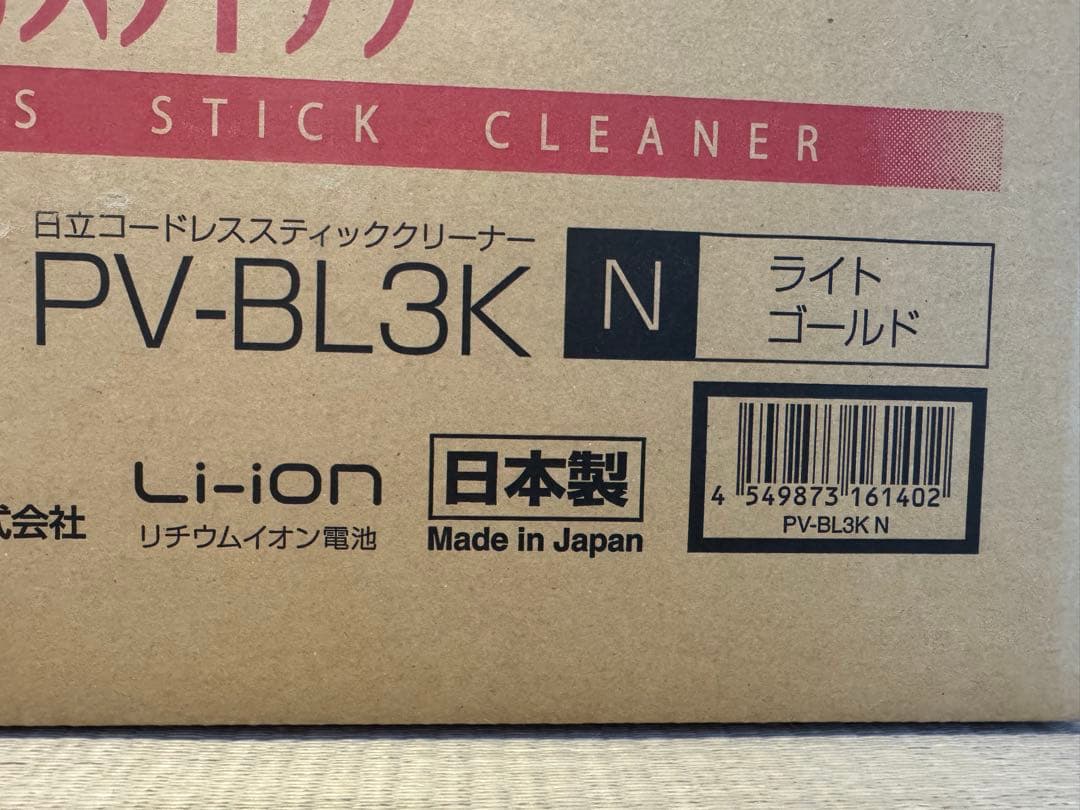 S STICK CLEANER
日立コードレススティッククリーナー
PV-BL3K
N
ライト
ゴールド
Li-ion
リチウムイオン電池
日本製
Made in Japan
式会社
4 549873 161402
PV-BL3K N